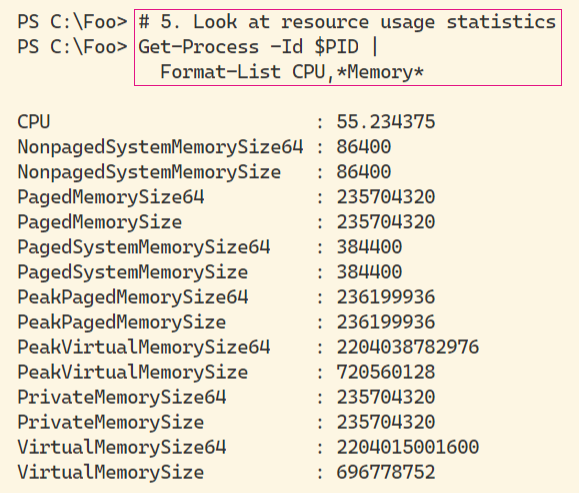 PS C:\Foo> # 5. Look at resource usage statistics
PS C:\Foo> Get-Process -Id $PID |
Format-List CPU,*Memory*
CPU : 55.234375
NonpagedSystemMemorySize64 : 86400
NonpagedSystemMemorySize : 86400
PagedMemorySize64 : 235704320
PagedMemorySize : 235704320
PagedSystemMemorySize64 : 384400
PagedSystemMemorySize : 384400
PeakPagedMemorySize64 : 236199936
PeakPagedMemorySize : 236199936
PeakVirtualMemorySize64 : 2204038782976
PeakVirtualMemorySize : 720560128
PrivateMemorySize64 : 235704320
PrivateMemorySize : 235704320
VirtualMemorySize64 : 2204015001600
VirtualMemorySize : 696778752